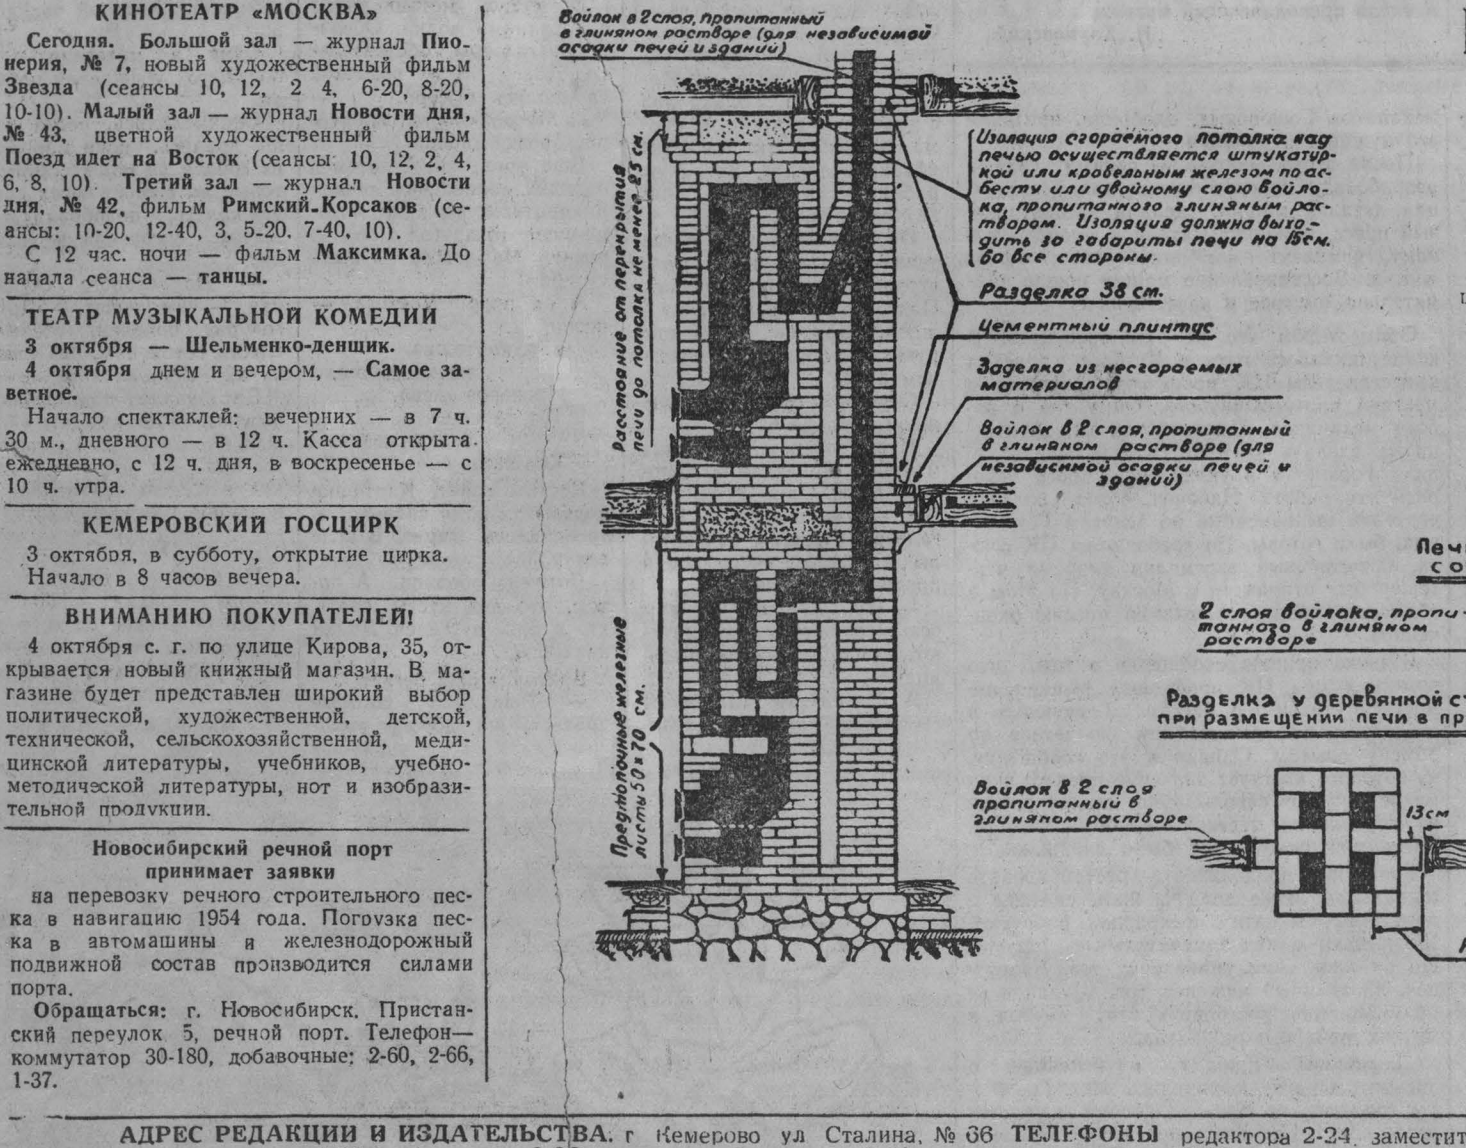 КИНОТЕАТР «МОСКВА»
Сегодня. Большой зал — журнал Пио-
нерия, № 7, новый художественный фильм
Звезда (сеансы 10, 12, 2 4, 6-20, 8-20,
10-10). Малый зал — журнал Новости дня,
№ 43, цветной художественный фильм
Поезд идет на Восток (сеансы: 10, 12, 2, 4,
6, 8, 10). Третий зал — журнал Новости
дня, № 42, фильм Римский-Корсаков (се-
ансы: 10-20, 12-40, 3, 5-20. 7-40, 10).
С 12 час. ночи — фильм Максимка. До
начала сеанса — танцы.
ТЕАТР МУЗЫКАЛЬНОЙ КОМЕДИИ
3 октября — Шельменко-денщик.
4 октября днем и вечером, — Самое за-
ветное.
Начало спектаклей: вечерних — в 7 ч.
30 м., дневного — в 12 ч. Касса открыта
ежедневно, с 12 ч. дня, в воскресенье — с
10 ч. утра.
КЕМЕРОВСКИЙ ГОСЦИРК
3 октября, в субботу, открытие цирка.
Начало в 8 часов вечера.
ВНИМАНИЮ ПОКУПАТЕЛЕЙ!
4 октября с. г. по улице Кирова, 35, от-
крывается новый книжный магазин. В ма-
газине будет представлен широкий выбор
политической, художественной, детской,
технической, сельскохозяйственной, меди-
цинской литературы, учебников, учебно-
методической литературы, нот и изобрази-
тельной продукции.
Новосибирский речной порт
принимает заявки
на перевозку речного строительного пес-
ка в навигацию 1954 года. Погрузка пес-
ка в автомашины и железнодорожный
подвижной состав производится силами
порта.
Обращаться: г. Новосибирск. Пристан-
ский переулок 5, речной порт. Телефон—
коммутатор 30-180, добавочные: 2-60, 2-66,
1-37.
Войлок в 2 слоя, пропитанный
в глиняном растворе (для независимой
осадки печей и зданий)
Расстояние от перекрытия
печи до потолка не менее 25 см.
Изоляция сгораемого потолка над
печью осуществляется штукатур-
кой или кровельным железом по ас-
бесту или двойному слою войло-
ка, пропитанного глиняным рас-
твором. Изоляция должна выхо-
дить за габариты печи на 15см.
во все стороны.
Разделка 38 см.
Цементный плинтус
Заделка из несгораемых
материалов
Войлок в 2 слоя, пропитанный
в глиняном растворе (для
независимой осадки печей и
зданий)
Предтопочные железные
листы 50 х 70 см.
Печ
со
2 слоя войлока, пропи-
танного в глиняном
растворе
Разделка у деревянной с
при размещении печи в пр
Войлок в 2 слоя
пропитанный в
глиняном растворе
13см
АДРЕС РЕДАКЦИИ И ИЗДАТЕЛЬСТВА. г Кемерово ул Сталина, № 66 ТЕЛЕФОНЫ редактора 2-24, заместит